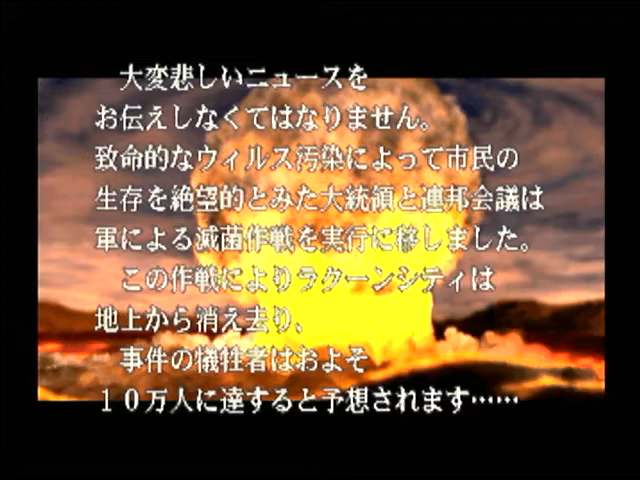 大変悲しいニュースを
お伝えしなくてはなりません。
致命的なウィルス汚染によって市民の
生存を絶望的とみた大統領と連邦会議は
軍による滅菌作戦を実行に移しました。
この作戦によりラクーンシティは
地上から消え去り、
事件の犠牲者はおよそ
１０万人に達すると予想されます……